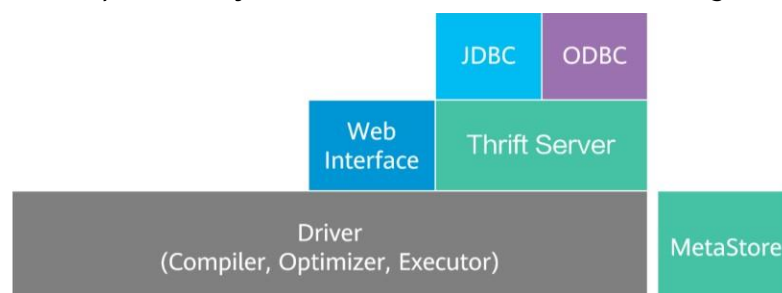 JDBC
ODBC
Web
Interface
Thrift Server
Driver
(Compiler, Optimizer, Executor)
MetaStore